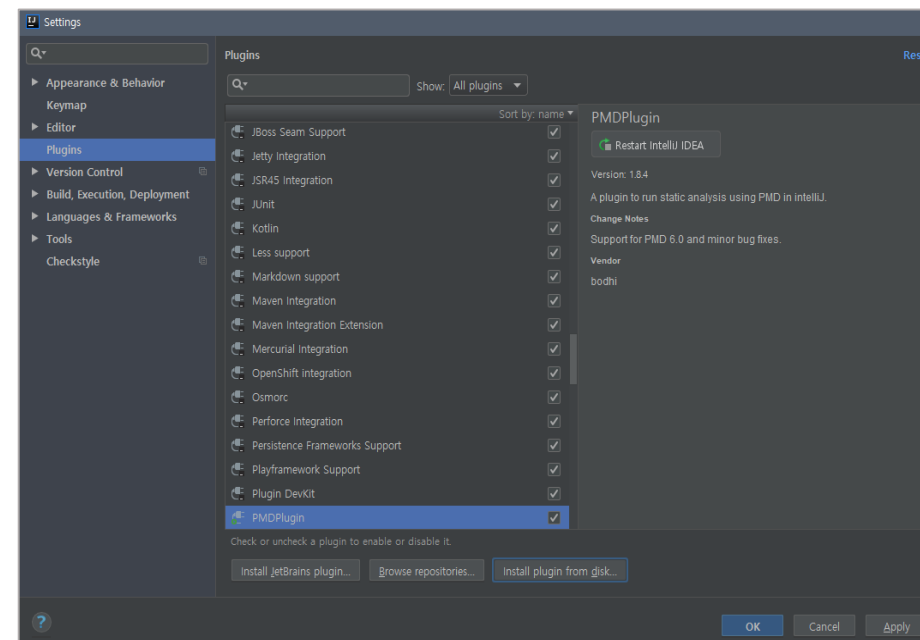 Settings
Plugins
Res
Appearance & Behavior
Keymap
Editor
Plugins
Version Control
Build, Execution, Deployment
Languages & Frameworks
Tools
Checkstyle
Show: All plugins
Sort by: name
JBoss Seam Support
Jetty Integration
JSR45 Integration
JUnit
Kotlin
Less support
Markdown support
Maven Integration
Maven Integration Extension
Mercurial Integration
OpenShift integration
Osmorc
Perforce Integration
Persistence Frameworks Support
Playframework Support
Plugin DevKit
PMDPlugin
Check or uncheck a plugin to enable or disable it.
Install JetBrains plugin... Browse repositories... Install plugin from disk...
PMDPlugin
Restart IntelliJ IDEA
Version: 1.8.4
A plugin to run static analysis using PMD in intelliJ.
Change Notes
Support for PMD 6.0 and minor bug fixes.
Vendor
bodhi
? OK Cancel Apply